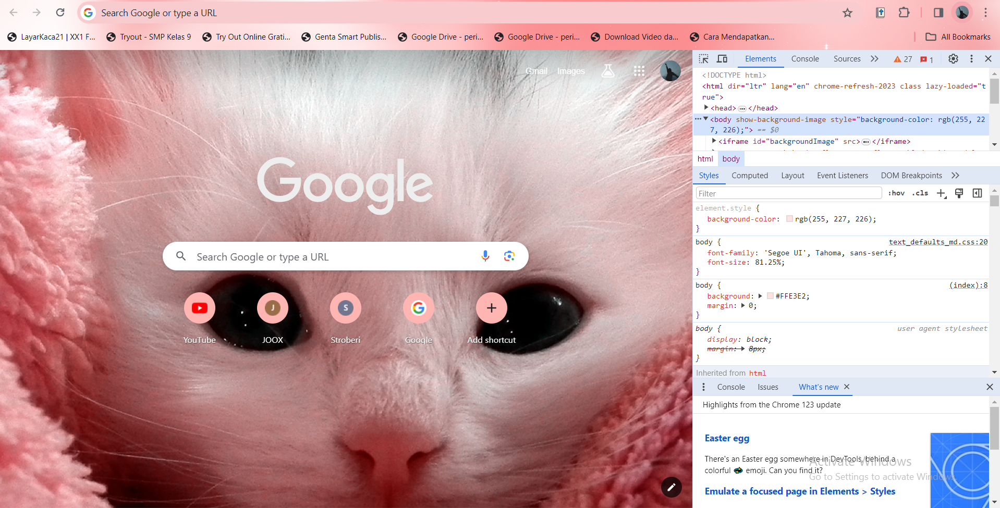 Search Google or type a URL
LayarKaca21 | XX1 F...
Tryout - SMP Kelas 9
Try Out Online Grati...
Genta Smart Publis...
Google Drive - peri...
Google Drive - peri...
Download Video da...
Cara Mendapatkan...
All Bookmarks
Gmail
Images
Google
Search Google or type a URL
YouTube
J
JOOX
S
Stroberi
Google
Add shortcut
Elements
Console
Sources
27
1
<!DOCTYPE html>
<html dir="ltr" lang="en" chrome-refresh-2023 class lazy-loaded="t
rue">
<head>…</head>
<body show-background-image style="background-color: rgb(255, 22
7, 226);"> == $0
<iframe id="backgroundImage" src>…</iframe>
html
body
Styles
Computed
Layout
Event Listeners
DOM Breakpoints
Filter
:hov
.cls
element.style {
background-color: rgb(255, 227, 226);
}
body {
text_defaults_md.css:20
font-family: 'Segoe UI', Tahoma, sans-serif;
font-size: 81.25%;
}
body {
(index):8
background: #FFE3E2;
margin: 0;
}
body {
user agent stylesheet
display: block;
margin: 8px;
}
Inherited from html
Console
Issues
What's new
Highlights from the Chrome 123 update
Easter egg
There's an Easter egg somewhere in DevTools, behind a
colorful emoji. Can you find it?
Activate Windows
Go to Settings to activate Windows.
Emulate a focused page in Elements > Styles